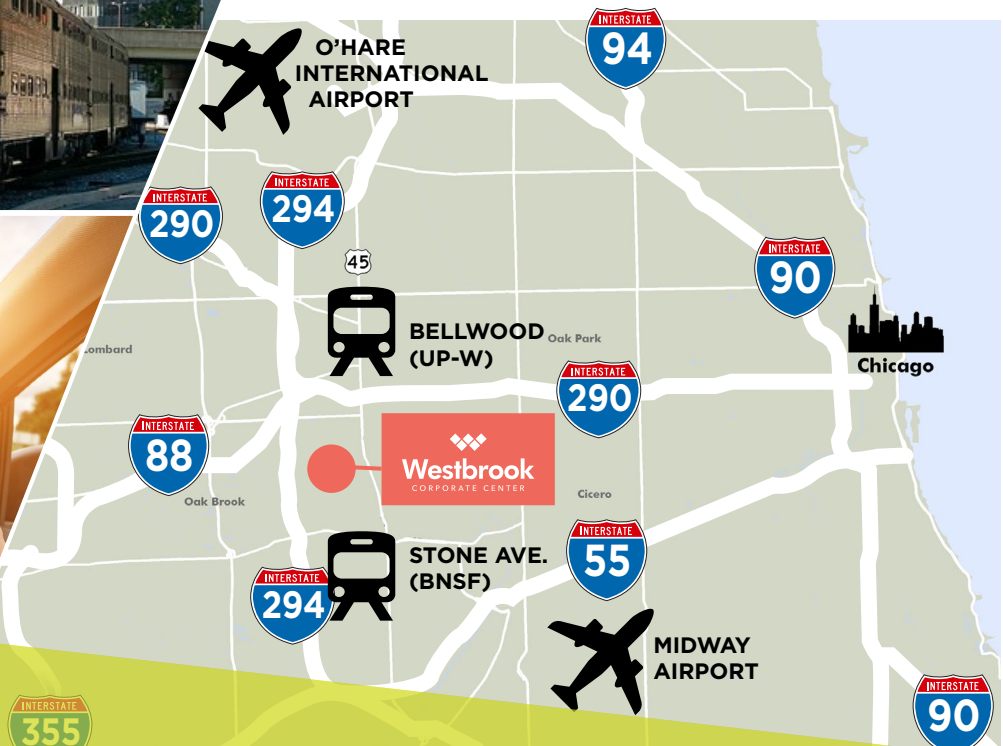 O'HARE
INTERNATIONAL
AIRPORT
INTERSTATE
94
INTERSTATE
290
INTERSTATE
294
45
INTERSTATE
90
BELLWOOD
(UP-W)
Oak Park
Lombard
Chicago
INTERSTATE
290
INTERSTATE
88
Westbrook
CORPORATE CENTER
Oak Brook
Cicero
STONE AVE.
(BNSF)
INTERSTATE
55
INTERSTATE
294
MIDWAY
AIRPORT
INTERSTATE
355
INTERSTATE
90